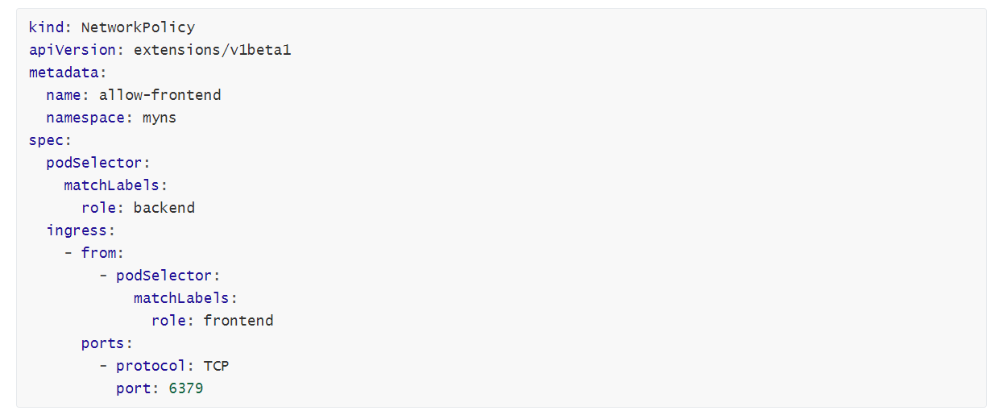 kind: NetworkPolicy
apiVersion: extensions/v1beta1
metadata:
  name: allow-frontend
  namespace: myns
spec:
  podSelector:
    matchLabels:
      role: backend
  ingress:
    - from:
        - podSelector:
            matchLabels:
              role: frontend
      ports:
        - protocol: TCP
          port: 6379